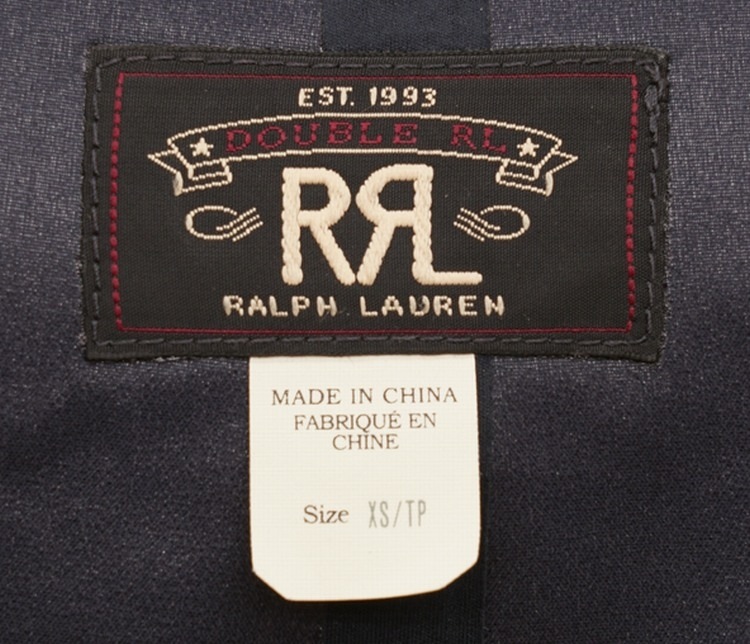 EST. 1993
DOUBLE RL
RRL
RALPH LAUREN
MADE IN CHINA
FABRIQUÉ EN
CHINE
Size XS/TP